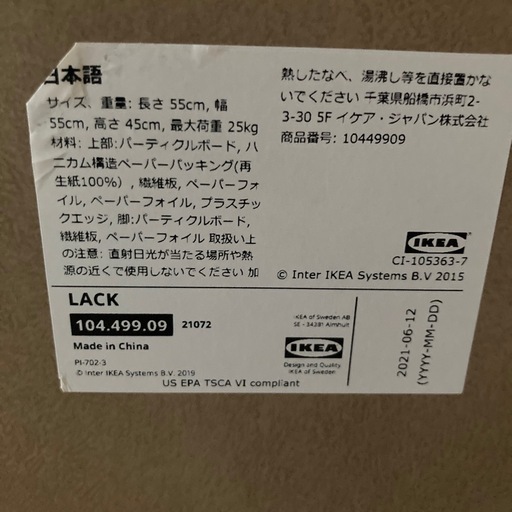 日本語
サイズ、重量: 長さ 55cm, 幅
55cm, 高さ 45cm, 最大荷重 25kg
材料: 上部:パーティクルボード, ハ
ニカム構造ペーパーパッキング(再
生紙100%) , 繊維板, ペーパーフォ
イル, ペーパーフォイル, プラスチッ
クエッジ, 脚:パーティクルボード,
繊維板, ペーパーフォイル 取扱い上
の注意: 直射日光が当たる場所や熱
源の近くで使用しないでください 加
熱したなべ、湯沸し等を直接置かな
いでください 千葉県船橋市浜町2-
3-30 5F イケア・ジャパン株式会社
商品番号: 10449909
IKEA
CI-105363-7
© Inter IKEA Systems B.V 2015
LACK
104.499.09 21072
Made in China
PI-702-3
© Inter IKEA Systems B.V. 2019
US EPA TSCA VI compliant
IKEA of Sweden AB
SE - 34381 Älmhult
IKEA
Design and Quality
IKEA of Sweden
2021-06-12
(YYYY-MM-DD)